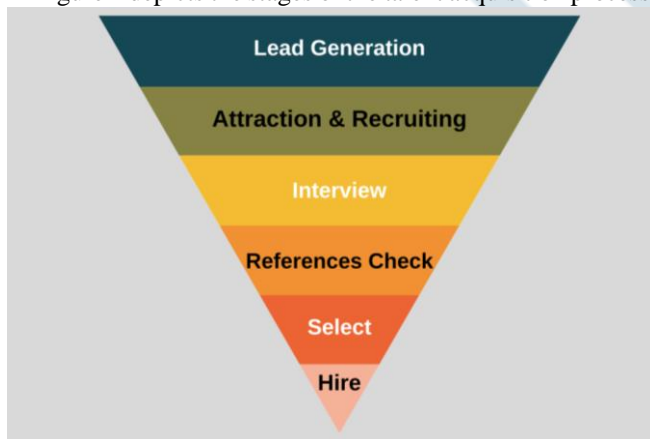 Lead Generation
Attraction & Recruiting
Interview
References Check
Select
Hire